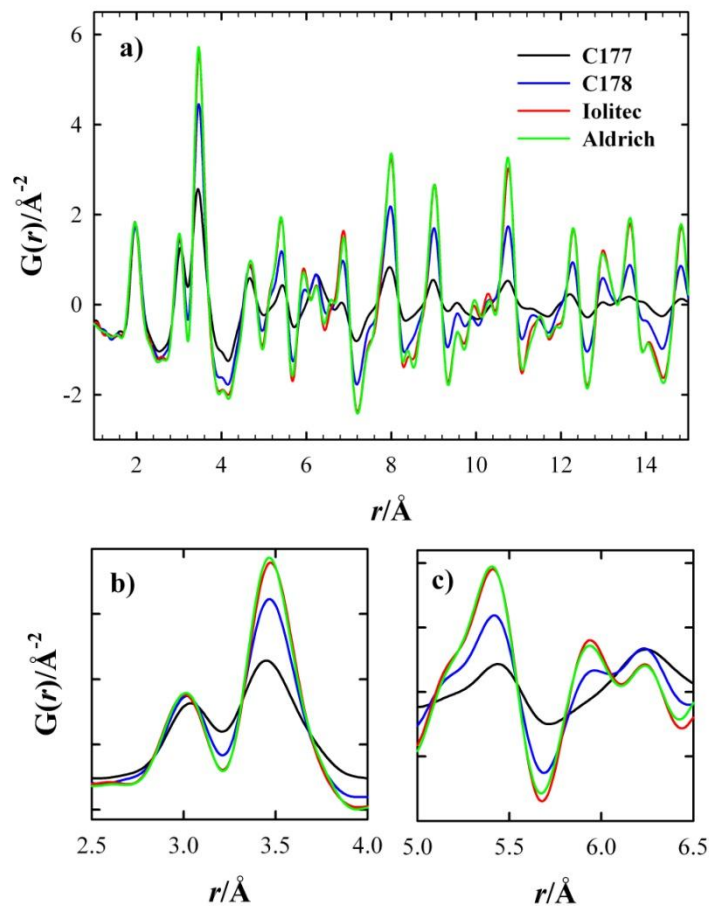 a)
C177
C178
Iolitec
Aldrich
G(r)/Å-2
6
4
2
0
-2
2 4 6 8 10 12 14
r/Å
b)
c)
G(r)/Å-2
2.5 3.0 3.5 4.0
5.0 5.5 6.0 6.5
r/Å
r/Å